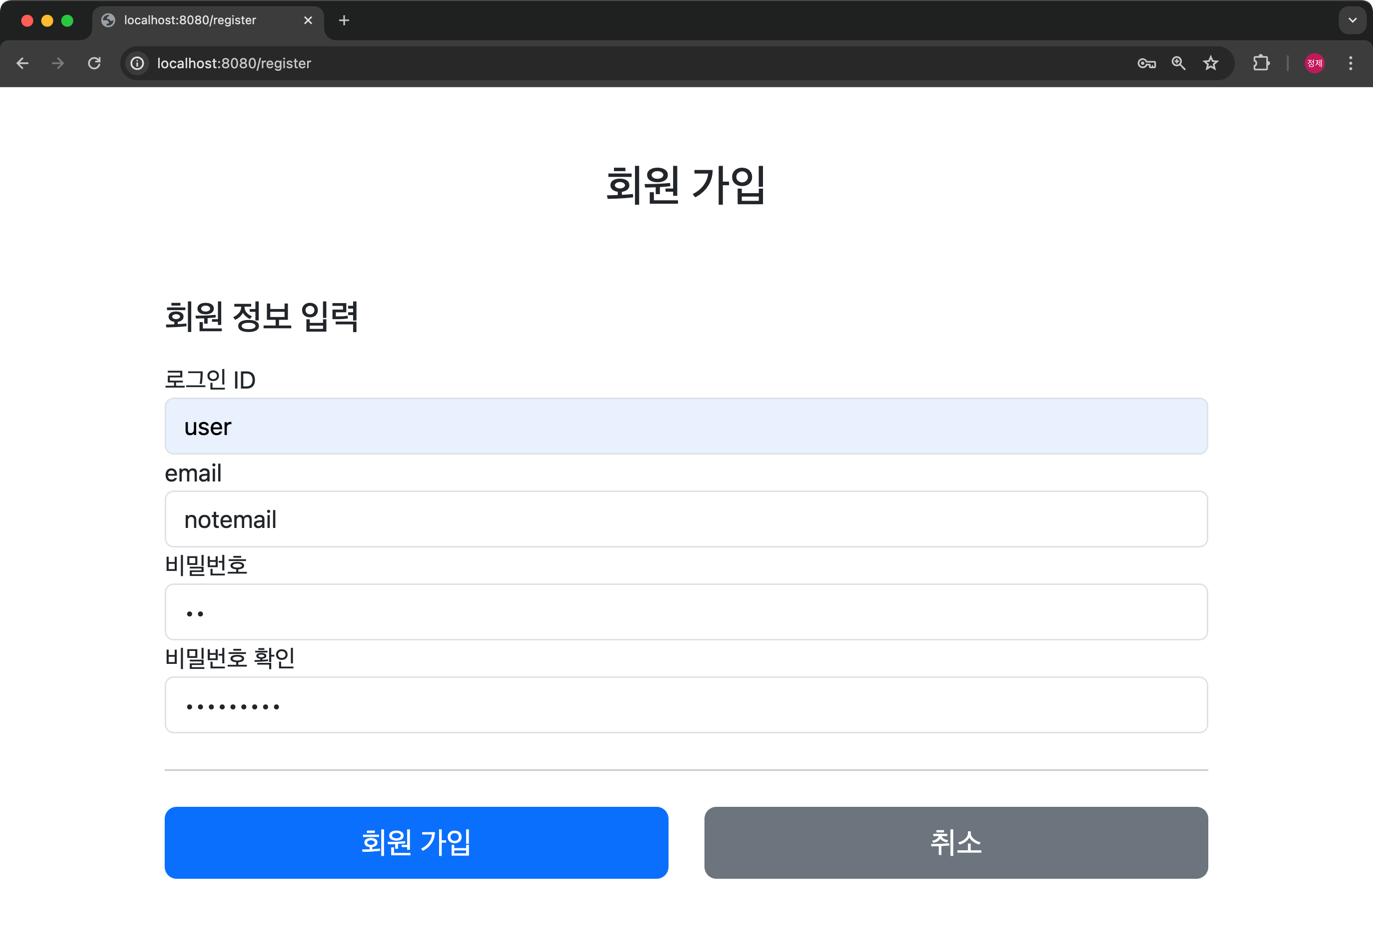 localhost:8080/register
localhost:8080/register
정제
회원 가입
회원 정보 입력
로그인 ID
user
email
notemail
비밀번호
••
비밀번호 확인
•••••••••
회원 가입
취소